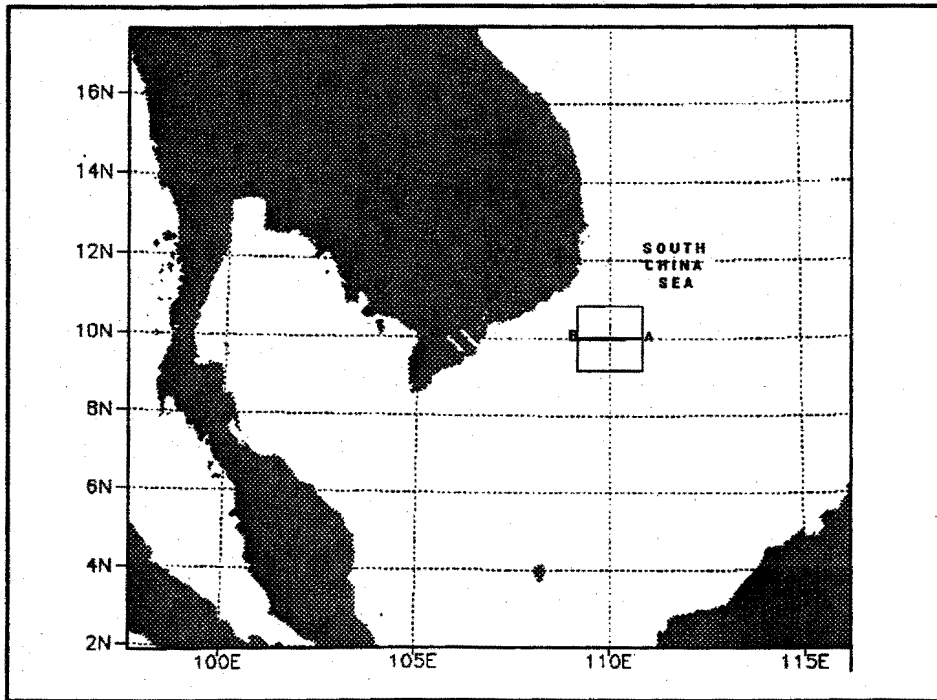 16N
14N
12N
SOUTH
CHINA
SEA
10N
B A
8N
6N
4N
2N
100E 105E 110E 115E